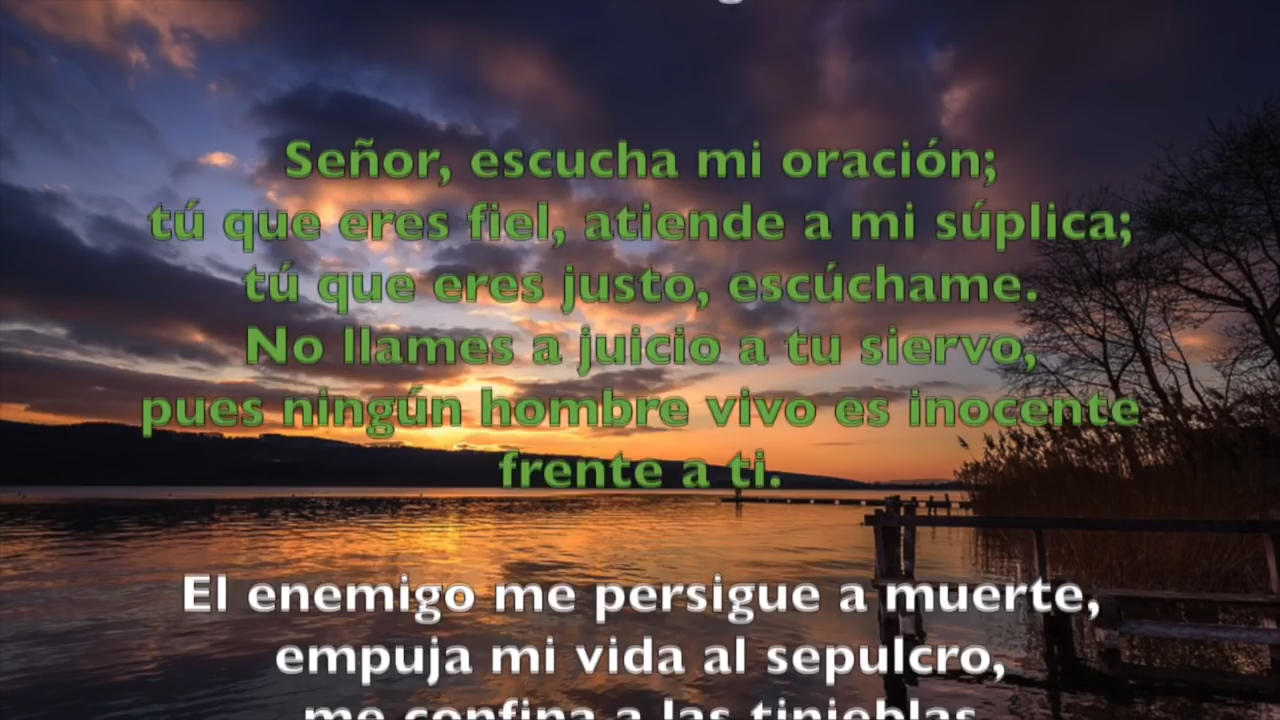 Señor, escucha mi oración;
tú que eres fiel, atiende a mi súplica;
tú que eres justo, escúchame.
No llames a juicio a tu siervo,
pues ningún hombre vivo es inocente
frente a ti.
El enemigo me persigue a muerte,
empuja mi vida al sepulcro,
me confina a las tinieblas